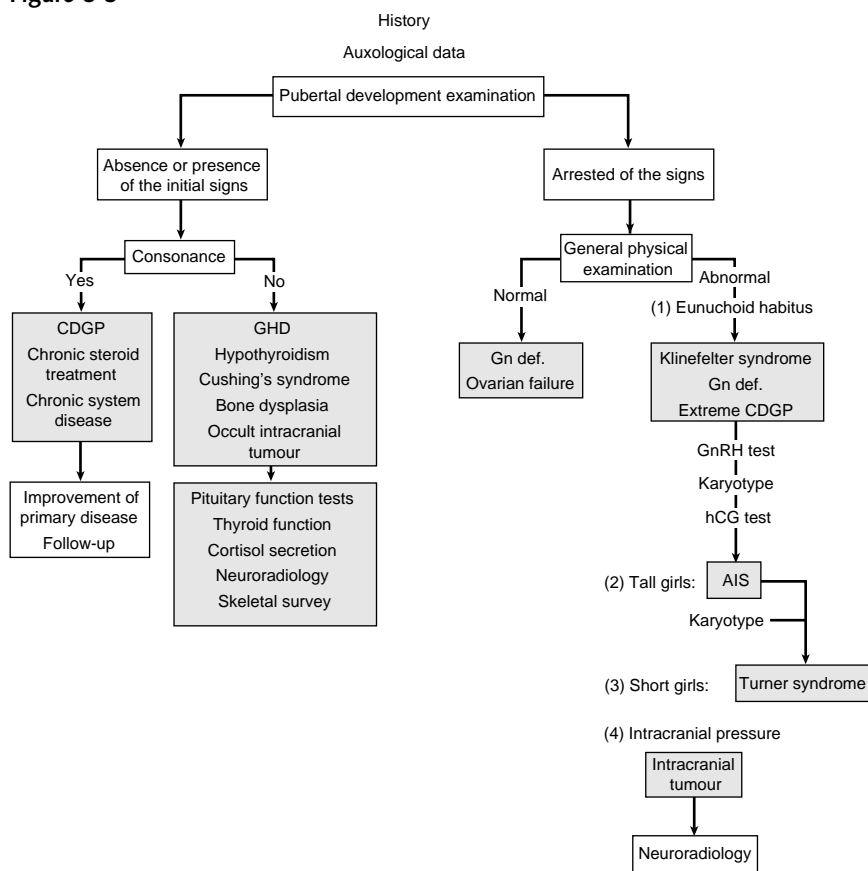 History
Auxological data
Pubertal development examination
Absence or presence
of the initial signs
Consonance
Yes
No
CDGP
Chronic steroid
treatment
Chronic system
disease
Improvement of
primary disease
Follow-up
GHD
Hypothyroidism
Cushing's syndrome
Bone dysplasia
Occult intracranial
tumour
Pituitary function tests
Thyroid function
Cortisol secretion
Neuroradiology
Skeletal survey
Arrested of the signs
General physical
examination
Normal
Abnormal
(1) Eunuchoid habitus
Gn def.
Ovarian failure
Klinefelter syndrome
Gn def.
Extreme CDGP
GnRH test
Karyotype
hCG test
(2) Tall girls:
AIS
Karyotype
(3) Short girls:
Turner syndrome
(4) Intracranial pressure
Intracranial
tumour
Neuroradiology